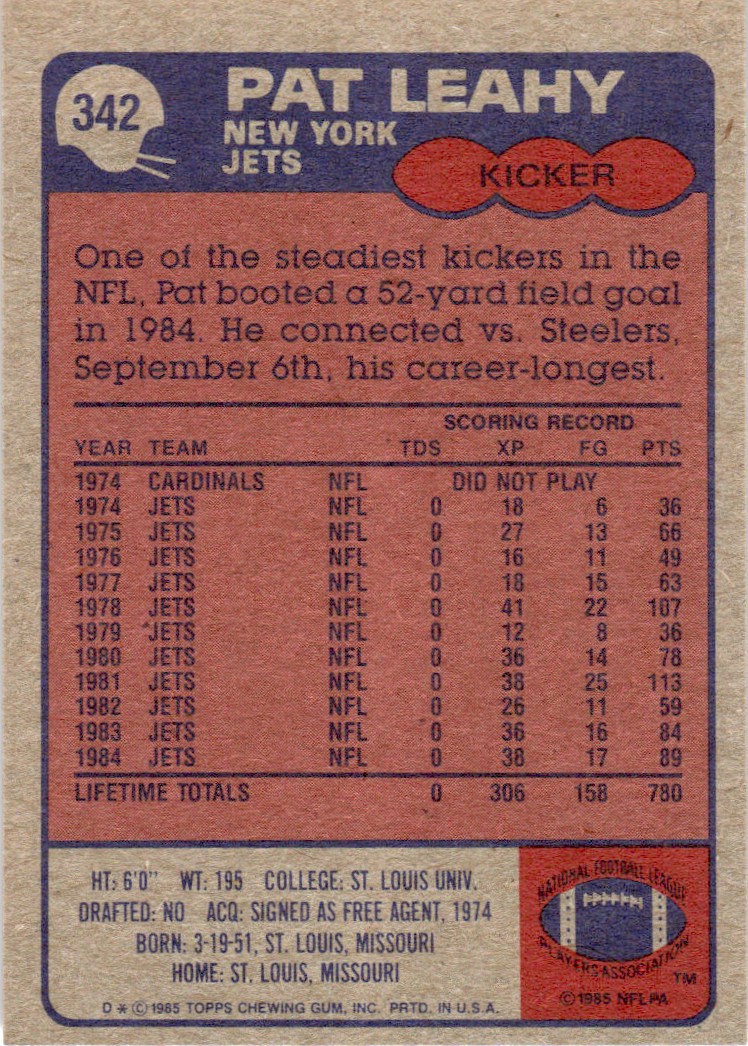 342
PAT LEAHY
NEW YORK
JETS
KICKER
One of the steadiest kickers in the
NFL, Pat booted a 52-yard field goal
in 1984. He connected vs. Steelers,
September 6th, his career-longest.
SCORING RECORD
YEAR TEAM TDS XP FG PTS
1974 CARDINALS NFL DID NOT PLAY
1974 JETS NFL 0 18 6 36
1975 JETS NFL 0 27 13 66
1976 JETS NFL 0 16 11 49
1977 JETS NFL 0 18 15 63
1978 JETS NFL 0 41 22 107
1979 JETS NFL 0 12 8 36
1980 JETS NFL 0 36 14 78
1981 JETS NFL 0 38 25 113
1982 JETS NFL 0 26 11 59
1983 JETS NFL 0 36 16 84
1984 JETS NFL 0 38 17 89
LIFETIME TOTALS 0 306 158 780
HT: 6'0" WT: 195 COLLEGE: ST. LOUIS UNIV.
DRAFTED: NO ACQ: SIGNED AS FREE AGENT, 1974
BORN: 3-19-51, ST. LOUIS, MISSOURI
HOME: ST. LOUIS, MISSOURI
D * © 1985 TOPPS CHEWING GUM, INC. PRTD. IN U.S.A.
NATIONAL FOOTBALL LEAGUE
PLAYERS ASSOCIATION
TM
© 1985 NFLPA